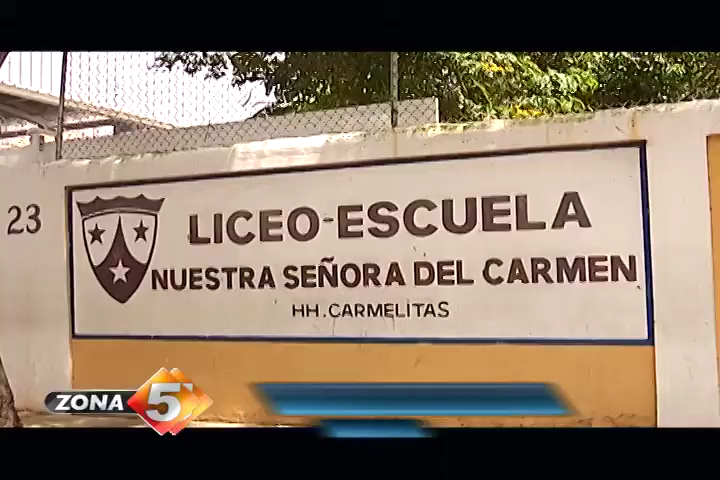 23
LICEO-ESCUELA
NUESTRA SEÑORA DEL CARMEN
HH.CARMELITAS
ZONA 5